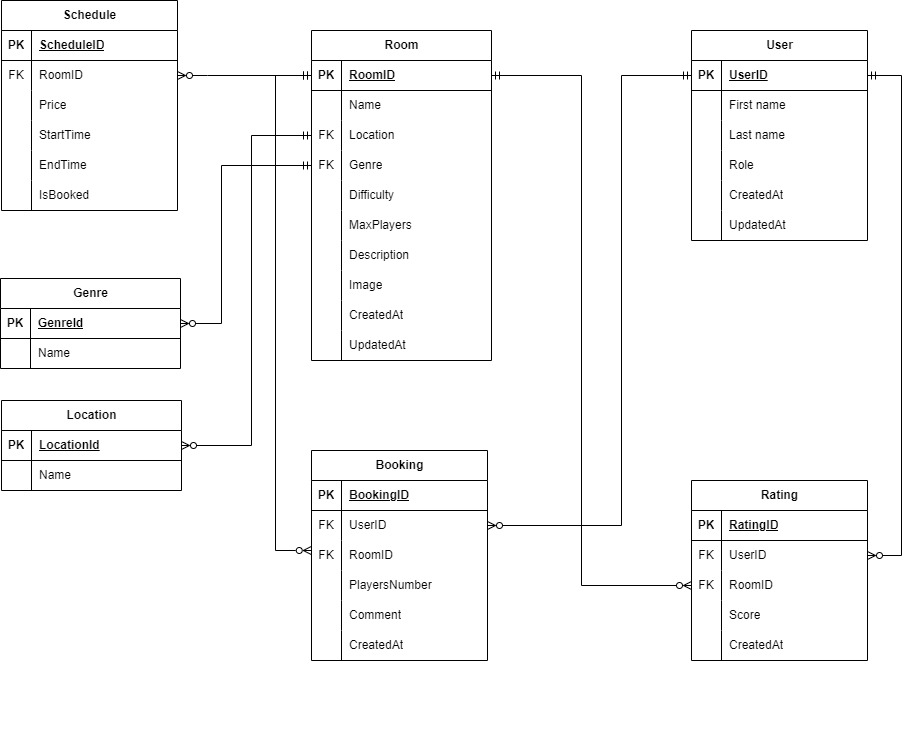 Schedule
PK ScheduleID
FK RoomID
Price
StartTime
EndTime
IsBooked
Room
PK RoomID
Name
FK Location
FK Genre
Difficulty
MaxPlayers
Description
Image
CreatedAt
UpdatedAt
User
PK UserID
First name
Last name
Role
CreatedAt
UpdatedAt
Genre
PK GenreId
Name
Location
PK LocationId
Name
Booking
PK BookingID
FK UserID
FK RoomID
PlayersNumber
Comment
CreatedAt
Rating
PK RatingID
FK UserID
FK RoomID
Score
CreatedAt